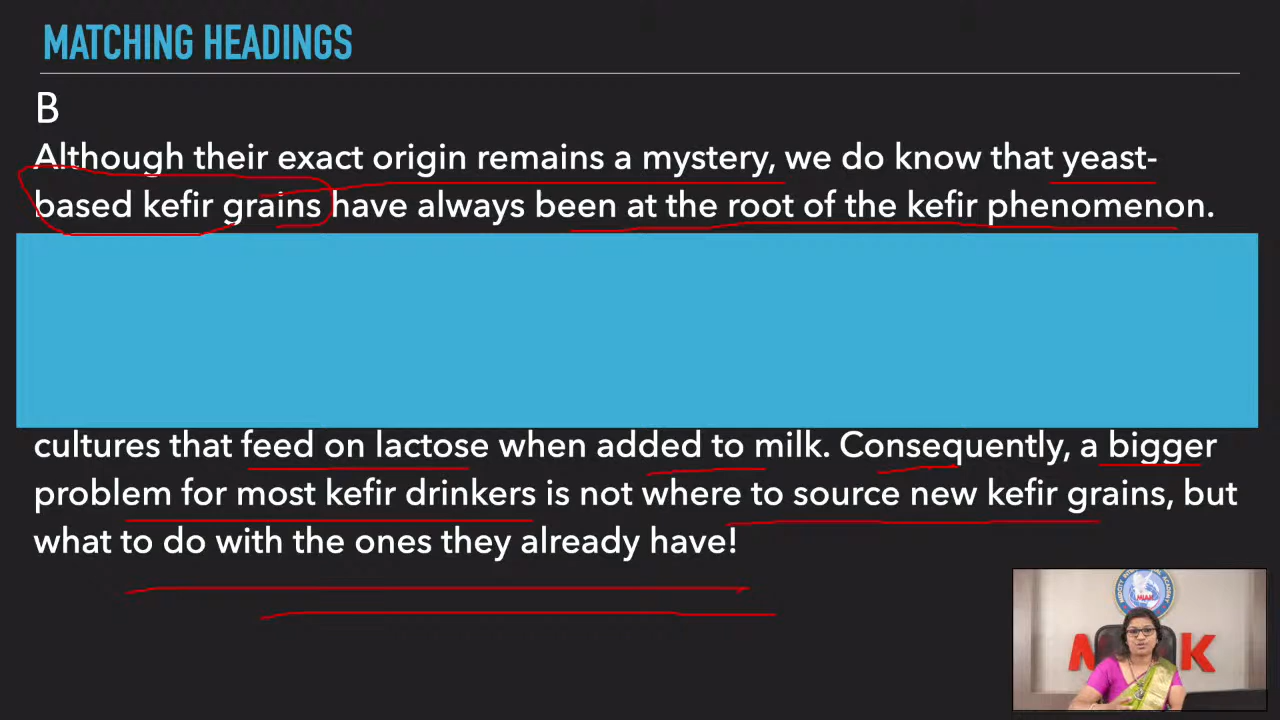 MATCHING HEADINGS
B
Although their exact origin remains a mystery, we do know that yeast-
based kefir grains have always been at the root of the kefir phenomenon.
cultures that feed on lactose when added to milk. Consequently, a bigger
problem for most kefir drinkers is not where to source new kefir grains, but
what to do with the ones they already have!
MIAK